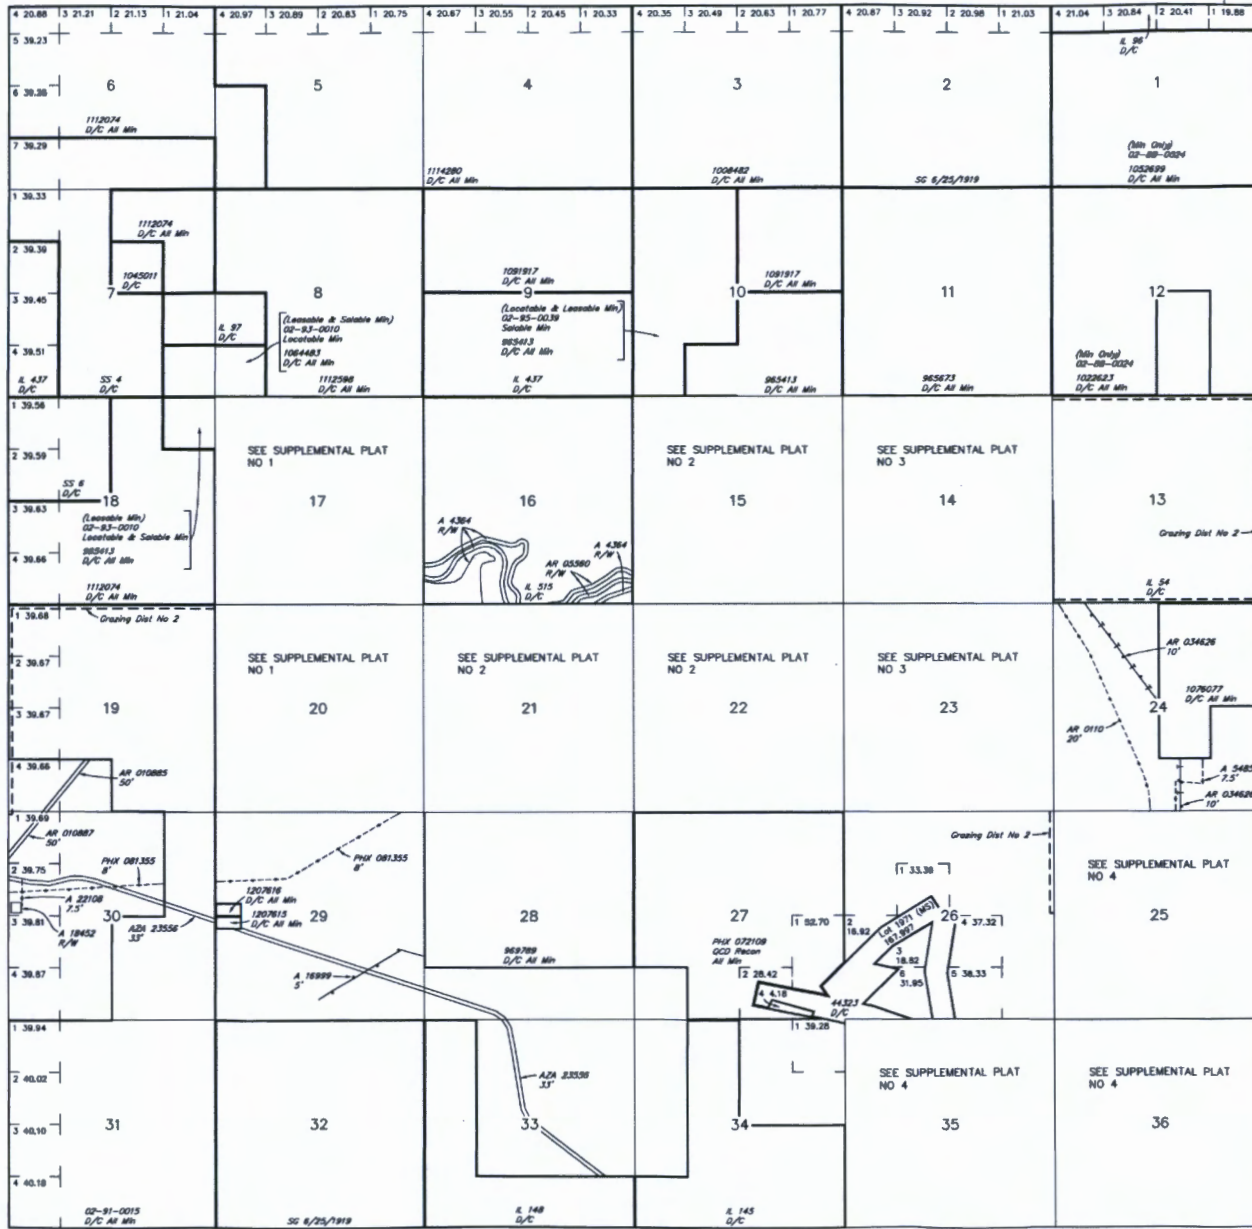 4 20.88 3 21.21 2 21.13 1 21.04 4 20.97 3 20.89 2 20.83 1 20.75 4 20.67 3 20.55 2 20.45 1 20.33 4 20.35 3 20.49 2 20.63 1 20.77 4 20.87 3 20.92 2 20.98 1 21.03 4 21.04 3 20.84 2 20.41 1 19.88
5 39.23
IL 96
D/C
6
5
4
3
2
1
7 39.29
1112074
D/C All Min
1114280
D/C All Min
1008482
D/C All Min
SG 6/25/1919
(Min Only)
02-88-0024
1052699
D/C All Min
1 39.33
1112074
D/C All Min
2 39.39
1045011
D/C
7
8
1091917
D/C All Min
9
1091917
D/C All Min
10
11
12
3 39.45
IL 97
D/C
(Leasable & Salable Min)
02-93-0010
Locatable Min
1064483
D/C All Min
(Locatable & Leasable Min)
02-95-0039
Salable Min
965413
D/C All Min
(Min Only)
02-88-0024
4 39.51
IL 437
D/C
SS 4
D/C
1112598
D/C All Min
IL 437
D/C
965413
D/C All Min
965673
D/C All Min
1022623
D/C All Min
1 39.56
2 39.59
SEE SUPPLEMENTAL PLAT
NO 1
SEE SUPPLEMENTAL PLAT
NO 2
SEE SUPPLEMENTAL PLAT
NO 3
SS 6
D/C
3 39.63
18
17
16
15
14
13
(Leasable Min)
02-93-0010
Locatable & Salable Min
985413
D/C All Min
A 4364
R/W
AR 05560
R/W
A 4364
R/W
Grazing Dist No 2
4 39.66
1112074
D/C All Min
IL 515
D/C
IL 54
D/C
1 39.68
Grazing Dist No 2
2 39.67
SEE SUPPLEMENTAL PLAT
NO 1
SEE SUPPLEMENTAL PLAT
NO 2
SEE SUPPLEMENTAL PLAT
NO 2
SEE SUPPLEMENTAL PLAT
NO 3
AR 034626
10'
1076077
D/C All Min
3 39.67
19
20
21
22
23
24
AR 0110
20'
4 39.66
AR 010885
50'
A 5485
7.5'
AR 034626
10'
1 39.69
AR 010887
50'
Grazing Dist No 2
2 39.75
PHX 081355
8'
PHX 081355
8'
1 33.38
SEE SUPPLEMENTAL PLAT
NO 4
A 22108
7.5'
1207616
D/C All Min
1207615
D/C All Min
Lot 1971 (MS)
167.997
3 39.81
30
29
28
27
26
25
A 18452
R/W
AZA 23556
33'
1 52.70
2
16.92
4 37.32
969789
D/C All Min
PHX 072109
QCD Recon
All Min
3
18.82
4 39.87
A 16999
5'
2 28.42
6
31.95
5 38.33
4 4.18
44323
D/C
1 39.94
1 39.28
2 40.02
AZA 23556
33'
SEE SUPPLEMENTAL PLAT
NO 4
SEE SUPPLEMENTAL PLAT
NO 4
3 40.10
31
32
33
34
35
36
4 40.18
02-91-0015
D/C All Min
SG 6/25/1919
IL 148
D/C
IL 145
D/C